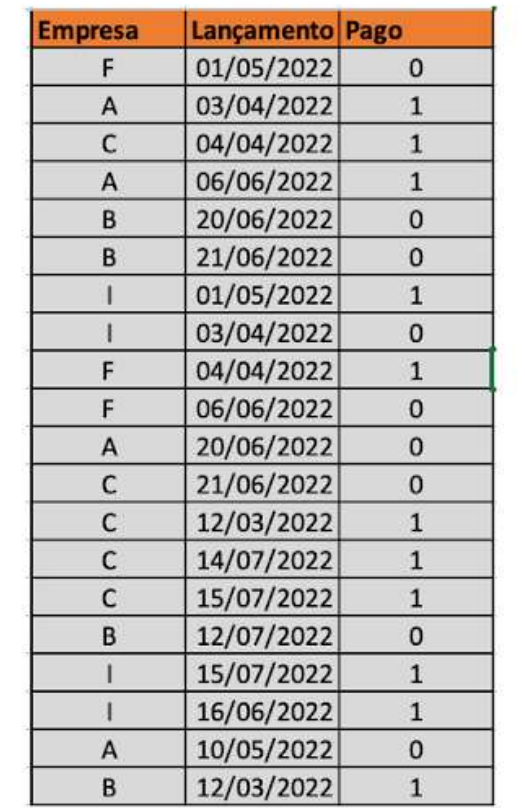 Empresa Lançamento Pago
F 01/05/2022 0
A 03/04/2022 1
C 04/04/2022 1
A 06/06/2022 1
B 20/06/2022 0
B 21/06/2022 0
I 01/05/2022 1
I 03/04/2022 0
F 04/04/2022 1
F 06/06/2022 0
A 20/06/2022 0
C 21/06/2022 0
C 12/03/2022 1
C 14/07/2022 1
C 15/07/2022 1
B 12/07/2022 0
I 15/07/2022 1
I 16/06/2022 1
A 10/05/2022 0
B 12/03/2022 1